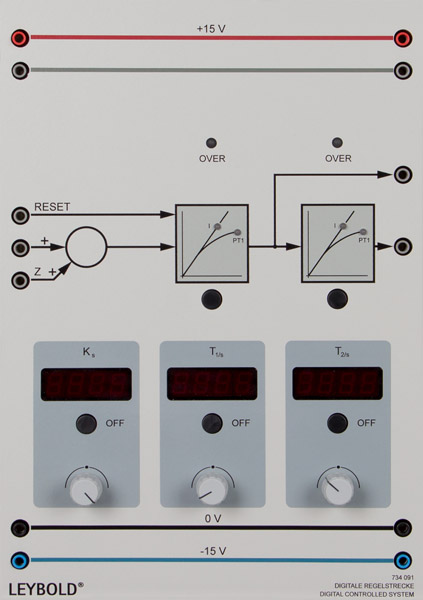 +15 V
OVER
OVER
RESET
+
Z +
I
PT1
I
PT1
K s
T1/s
T2/s
OFF
OFF
OFF
0 V
-15 V
734 091
DIGITALE REGELSTRECKE
LEYBOLD® DIGITAL CONTROLLED SYSTEM